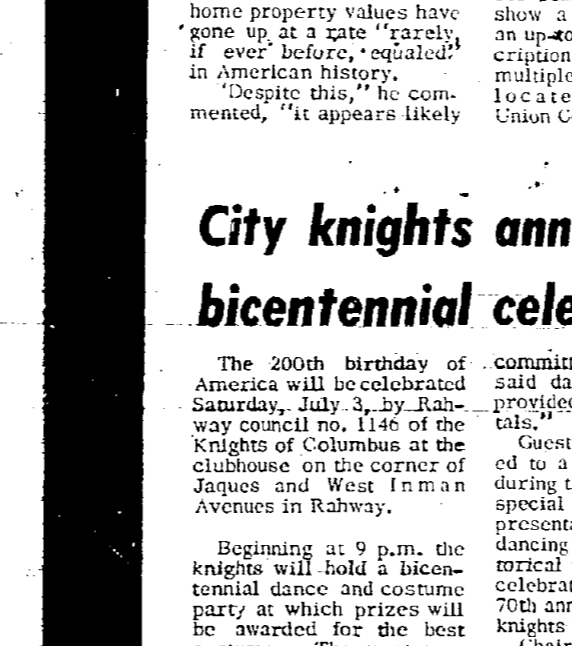 home property values have
gone up at a rate "rarely,
if ever before, equaled"
in American history.
'Despite this," he com-
mented, "it appears likely
show a
an up-to
cription
multiple
locate
Union C
City knights ann
bicentennial cele
The 200th birthday of
America will be celebrated
Saturday, July 3, by Rah-
way council no. 1146 of the
Knights of Columbus at the
clubhouse on the corner of
Jaques and West Inman
Avenues in Rahway.
Beginning at 9 p.m. the
knights will hold a bicen-
tennial dance and costume
party at which prizes will
be awarded for the best
committ
said da
provided
tals."
Guest
ed to a
during t
special
presenta
dancing
torical
celebrat
70th ann
knights
Chair